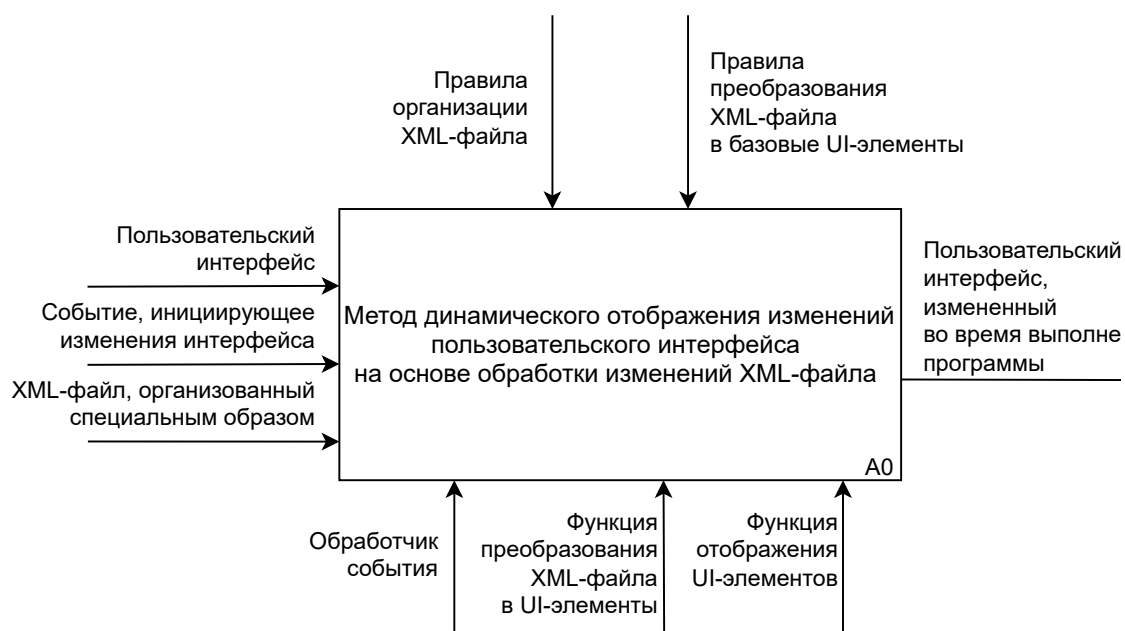 Правила
организации
XML-файла
Правила
преобразования
XML-файла
в базовые UI-элементы
Пользовательский
интерфейс
Событие, инициирующее
изменения интерфейса
XML-файл, организованный
специальным образом
Метод динамического отображения изменений
пользовательского интерфейса
на основе обработки изменений XML-файла
A0
Пользовательский
интерфейс,
измененный
во время выполне
программы
Обработчик
события
Функция
преобразования
XML-файла
в UI-элементы
Функция
отображения
UI-элементов